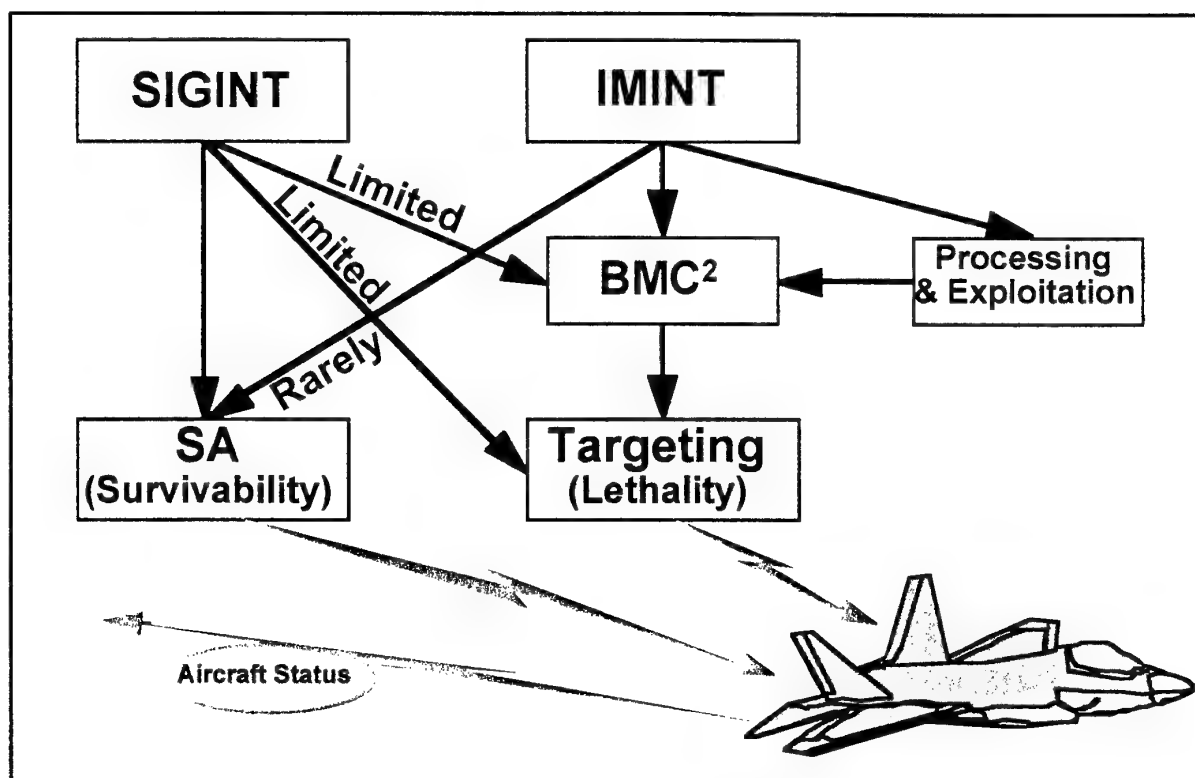 SIGINT
IMINT
Limited
Limited
Rarely
BMC²
Processing
& Exploitation
SA
(Survivability)
Targeting
(Lethality)
Aircraft Status